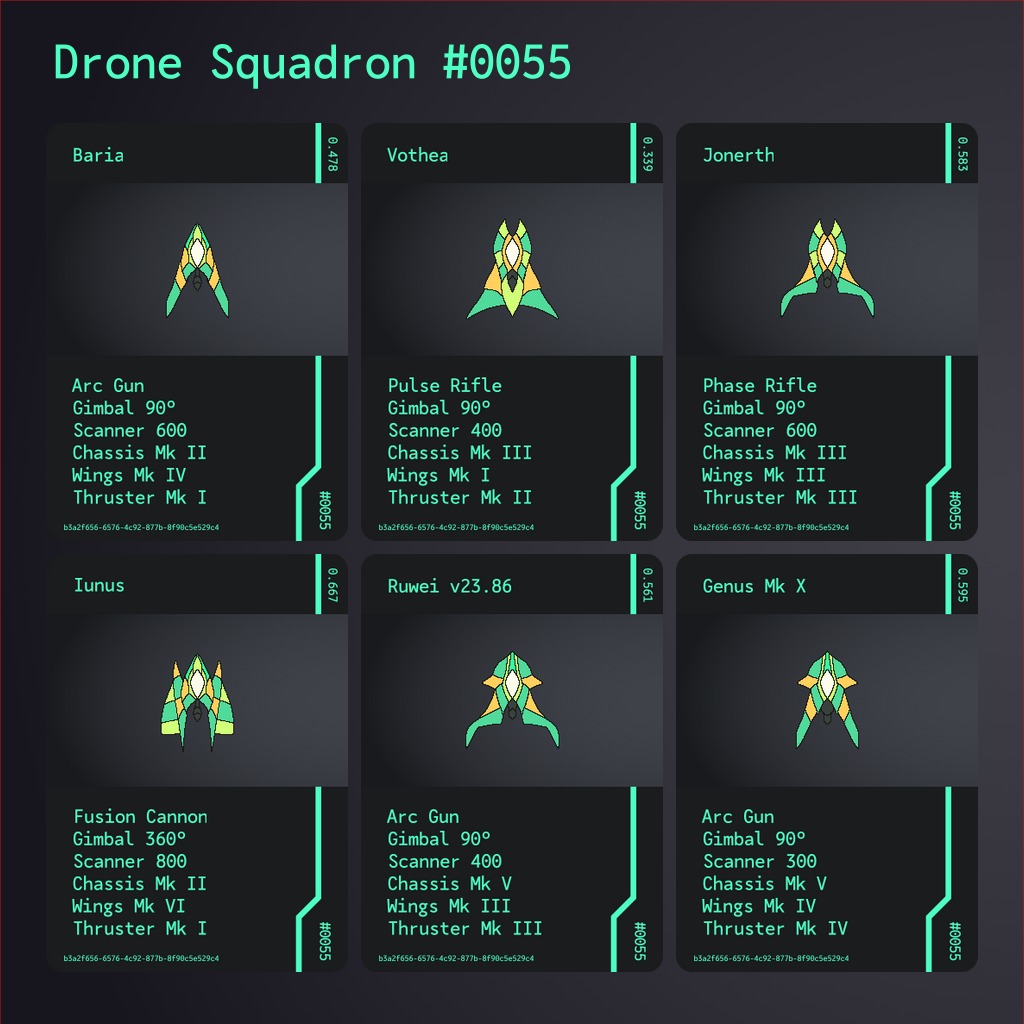 Drone Squadron #0055
Baria
0.478
Arc Gun
Gimbal 90º
Scanner 600
Chassis Mk II
Wings Mk IV
Thruster Mk I
#0055
b3a2f656-6576-4c92-877b-8f90c5e529c4
Vothea
0.339
Pulse Rifle
Gimbal 90º
Scanner 400
Chassis Mk III
Wings Mk I
Thruster Mk II
#0055
b3a2f656-6576-4c92-877b-8f90c5e529c4
Jonerth
0.583
Phase Rifle
Gimbal 90º
Scanner 600
Chassis Mk III
Wings Mk III
Thruster Mk III
#0055
b3a2f656-6576-4c92-877b-8f90c5e529c4
Iunus
0.667
Fusion Cannon
Gimbal 360º
Scanner 800
Chassis Mk II
Wings Mk VI
Thruster Mk I
#0055
b3a2f656-6576-4c92-877b-8f90c5e529c4
Ruwei v23.86
0.561
Arc Gun
Gimbal 90º
Scanner 400
Chassis Mk V
Wings Mk III
Thruster Mk III
#0055
b3a2f656-6576-4c92-877b-8f90c5e529c4
Genus Mk X
0.595
Arc Gun
Gimbal 90º
Scanner 300
Chassis Mk V
Wings Mk IV
Thruster Mk IV
#0055
b3a2f656-6576-4c92-877b-8f90c5e529c4